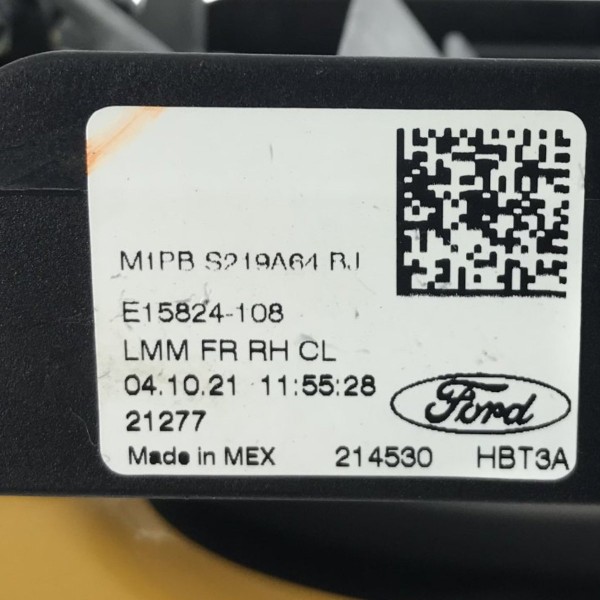 M1PB S219A64 BJ
E15824-108
LMM FR RH CL
04.10.21 11:55:28
21277
Ford
Made in MEX 214530 HBT3A